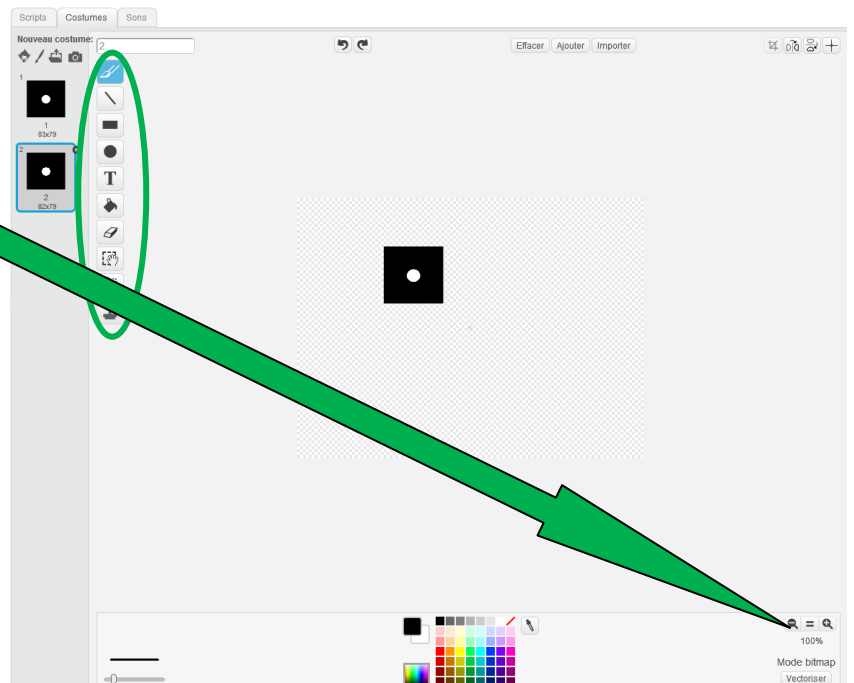 Scripts Costumes Sons
Nouveau costume:
2
Effacer Ajouter Importer
1
1
83x79
2
2
82x79
T
100%
Mode bitmap
Vectoriser